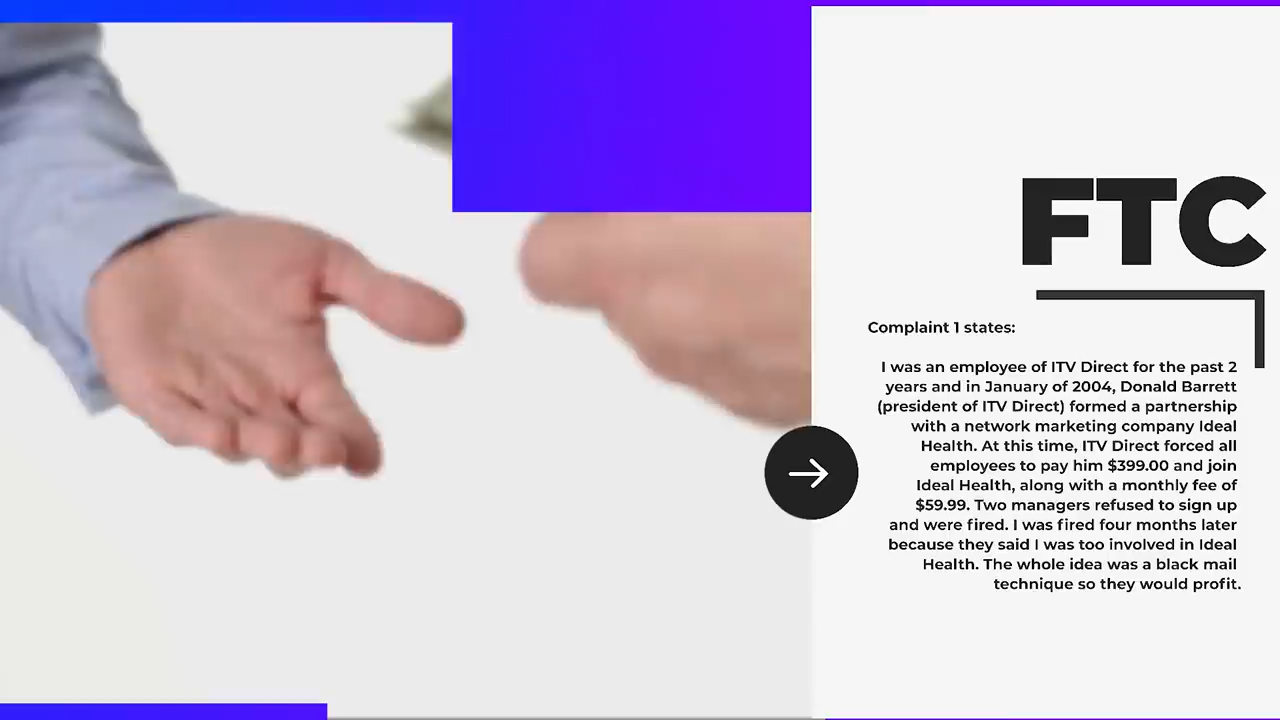 FTC
Complaint 1 states:
I was an employee of ITV Direct for the past 2
years and in January of 2004, Donald Barrett
(president of ITV Direct) formed a partnership
with a network marketing company Ideal
Health. At this time, ITV Direct forced all
employees to pay him $399.00 and join
Ideal Health, along with a monthly fee of
$59.99. Two managers refused to sign up
and were fired. I was fired four months later
because they said I was too involved in Ideal
Health. The whole idea was a black mail
technique so they would profit.